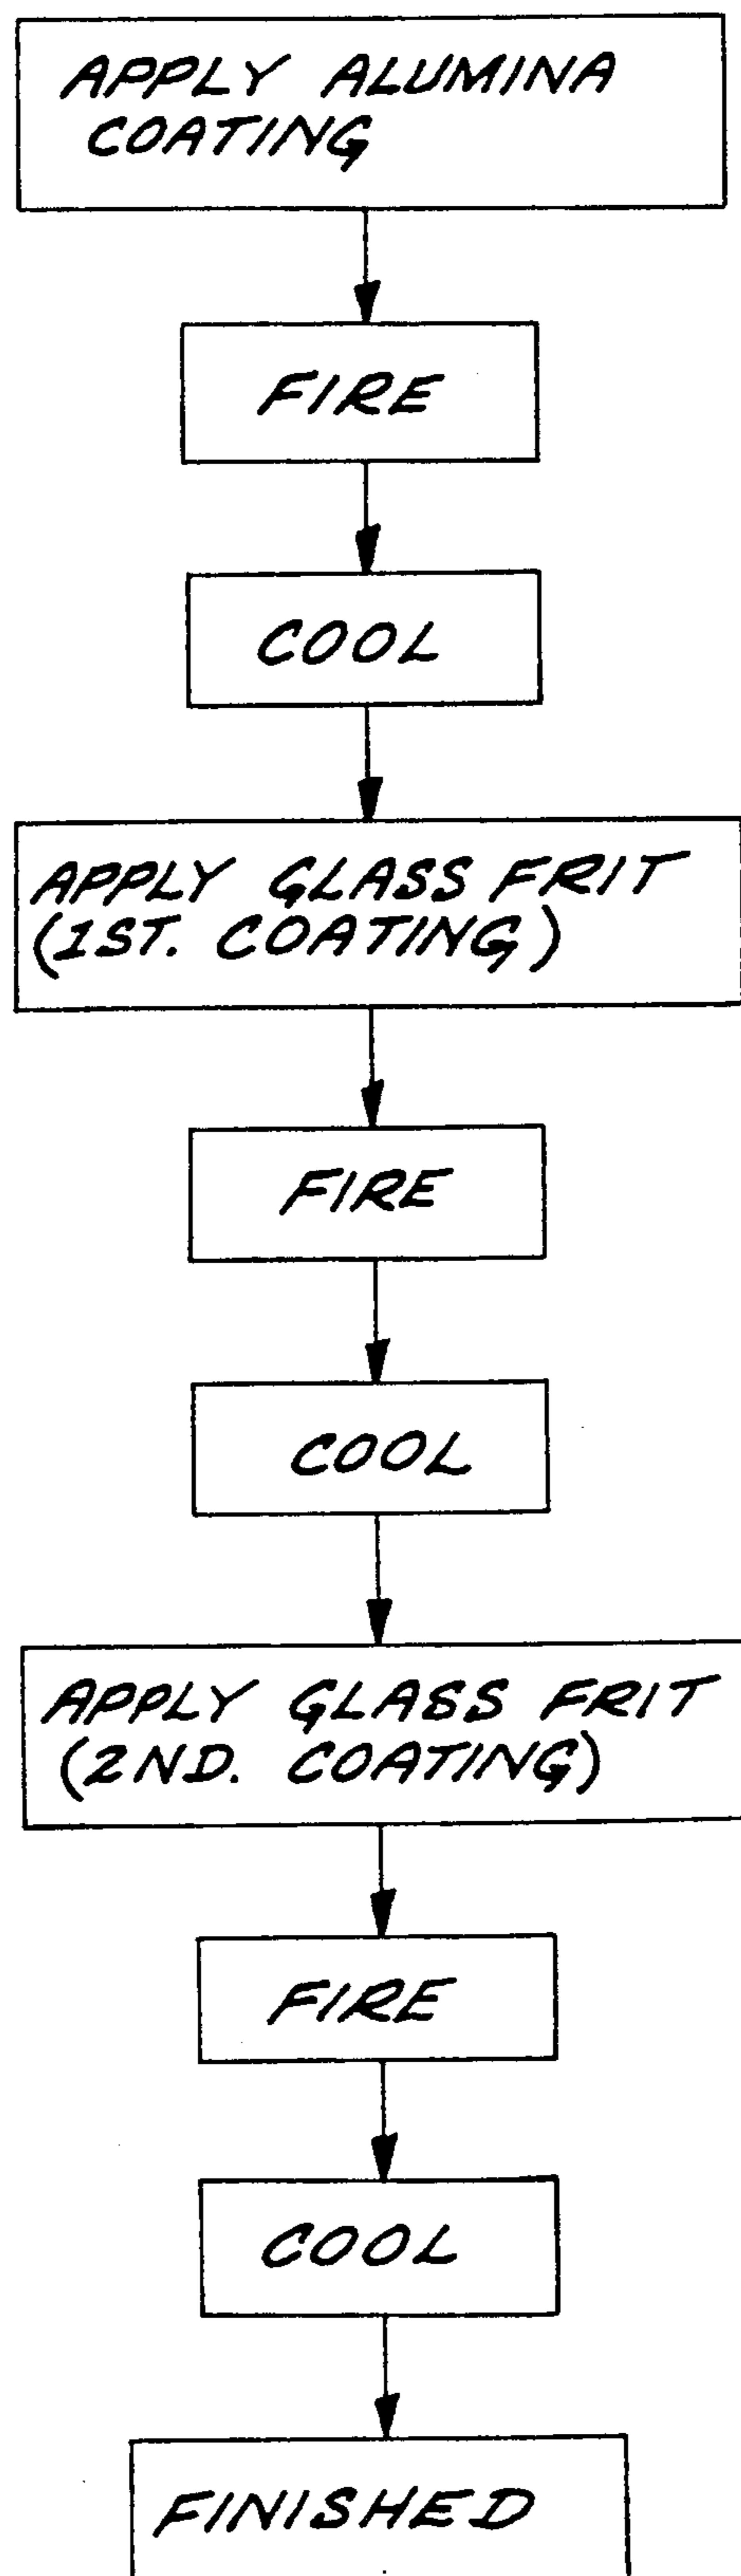 APPLY ALUMINA
COATING
FIRE
COOL
APPLY GLASS FRIT
(1ST. COATING)
FIRE
COOL
APPLY GLASS FRIT
(2ND. COATING)
FIRE
COOL
FINISHED